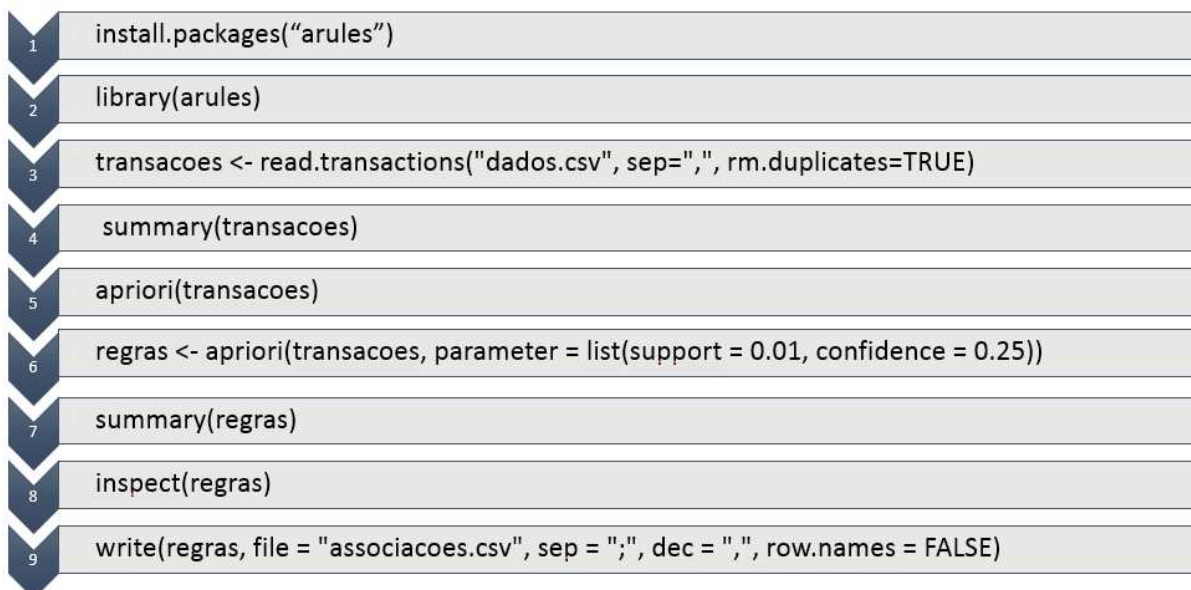 1 install.packages(“arules”)
2 library(arules)
3 transacoes <- read.transactions("dados.csv", sep=",", rm.duplicates=TRUE)
4 summary(transacoes)
5 apriori(transacoes)
6 regras <- apriori(transacoes, parameter = list(support = 0.01, confidence = 0.25))
7 summary(regras)
8 inspect(regras)
9 write(regras, file = "associacoes.csv", sep = ";", dec = ",", row.names = FALSE)